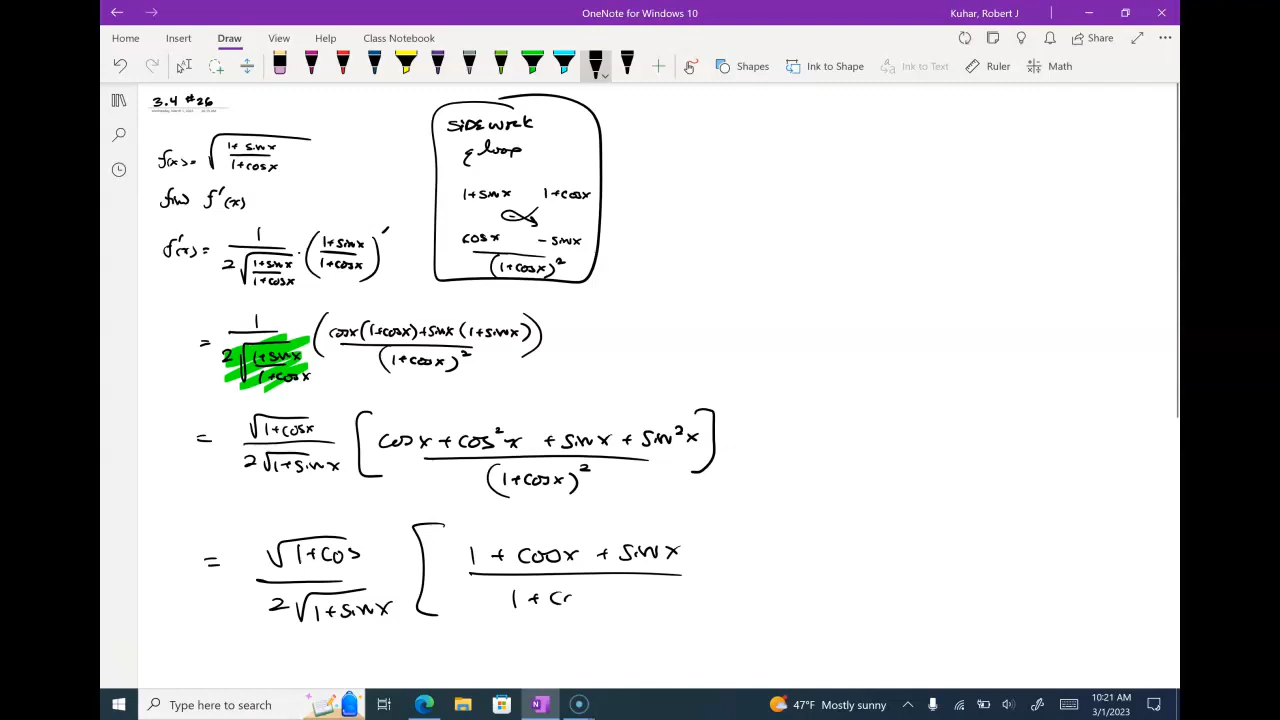 OneNote for Windows 10
Kuhar, Robert J
Home Insert Draw View Help Class Notebook
Share
Shapes Ink to Shape Ink to Text Ruler Math
3.4 #26
SIDEWORK
& loop
f(x) = √((1 + sinx)/(1 + cosx))
find f'(x)
1 + sinx 1 + cosx
cosx - sinx
(1 + cosx)²
f'(x) = 1/(2√((1 + sinx)/(1 + cosx))) · ((1 + sinx)/(1 + cosx))'
= 1/(2√((1 + sinx)/(1 + cosx))) ((cosx(1 + cosx) + sinx(1 + sinx))/(1 + cosx)²)
= √(1 + cosx)/(2√(1 + sinx)) [(cosx + cos²x + sinx + sin²x)/(1 + cosx)²]
= √(1 + cos)/(2√(1 + sinx)) [(1 + cosx + sinx)/(1 + co
Type here to search
47°F Mostly sunny
10:21 AM
3/1/2023